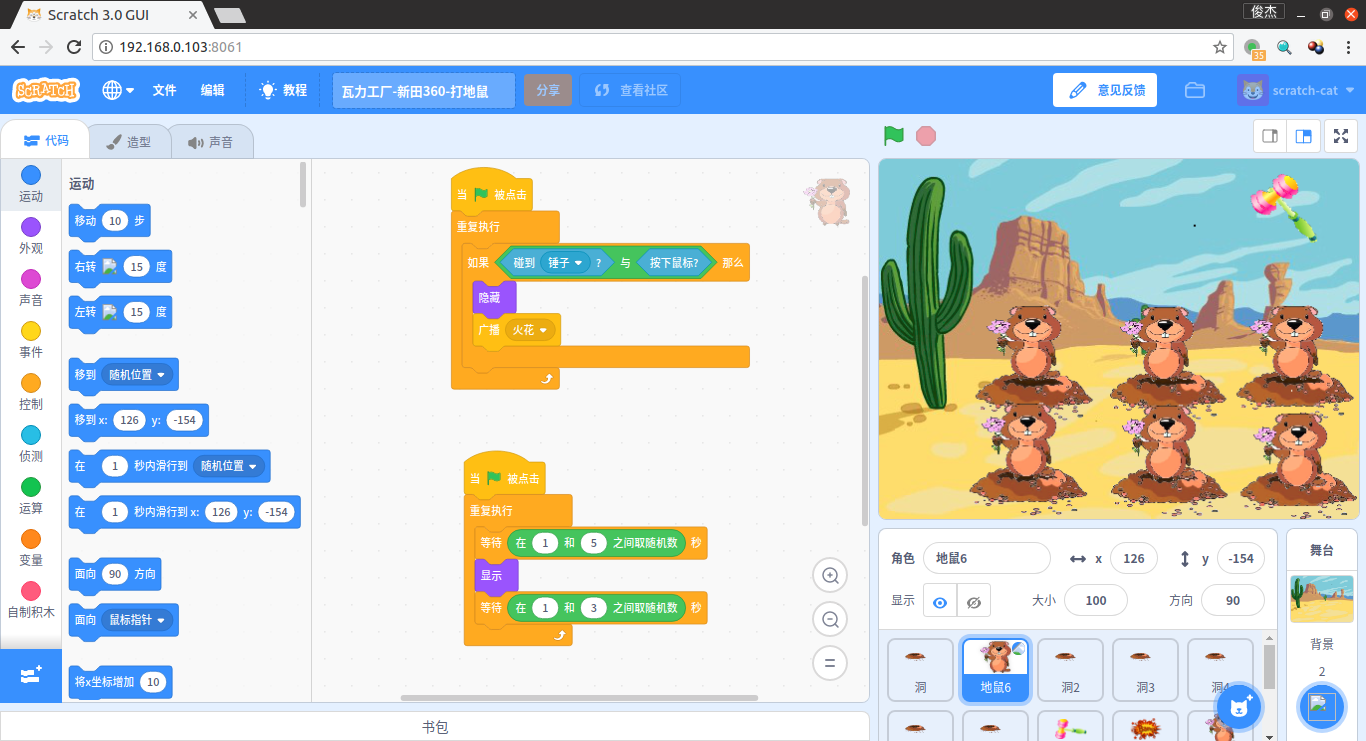 Scratch 3.0 GUI
俊杰
192.168.0.103:8061
35
SCRATCH
文件
编辑
教程
瓦力工厂-新田360-打地鼠
分享
查看社区
意见反馈
scratch-cat
代码
造型
声音
运动
外观
声音
事件
控制
侦测
运算
变量
自制积木
运动
移动 10 步
右转 15 度
左转 15 度
移到 随机位置
移到 x: 126 y: -154
在 1 秒内滑行到 随机位置
在 1 秒内滑行到 x: 126 y: -154
面向 90 方向
面向 鼠标指针
将x坐标增加 10
当 被点击
重复执行
如果 碰到 锤子 ? 与 按下鼠标? 那么
隐藏
广播 火花
当 被点击
重复执行
等待 在 1 和 5 之间取随机数 秒
显示
等待 在 1 和 3 之间取随机数 秒
书包
角色 地鼠6 x 126 y -154
显示 大小 100 方向 90
洞
地鼠6
洞2
洞3
洞4
舞台
背景
2